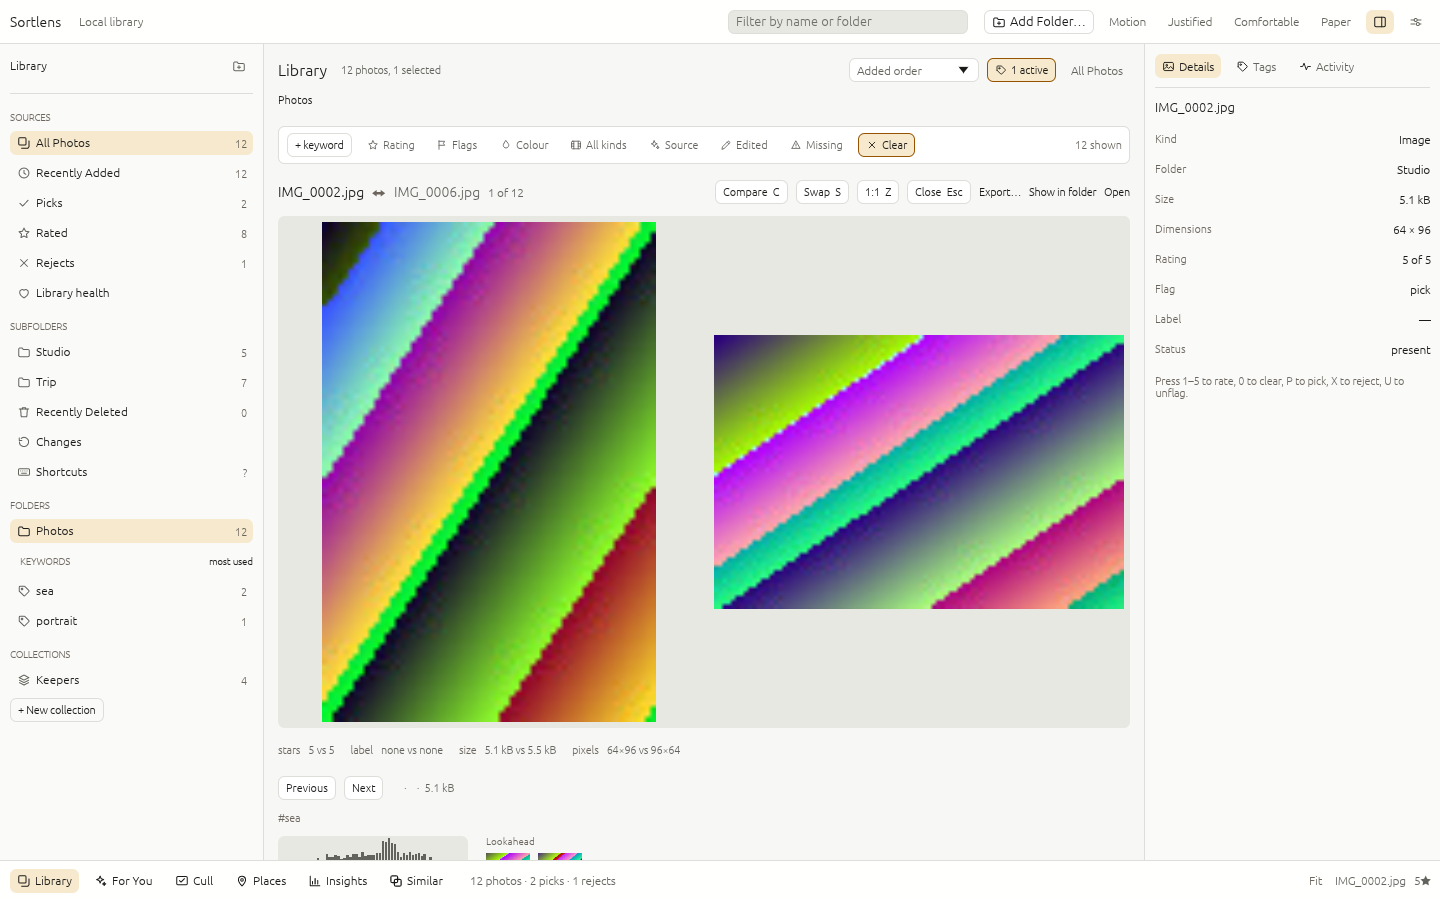 Sortlens Local library Filter by name or folder Add Folder... Motion Justified Comfortable Paper
Library
SOURCES
All Photos 12
Recently Added 12
Picks 2
Rated 8
Rejects 1
Library health
SUBFOLDERS
Studio 5
Trip 7
Recently Deleted 0
Changes
Shortcuts ?
FOLDERS
Photos 12
KEYWORDS most used
sea 2
portrait 1
COLLECTIONS
Keepers 4
+ New collection
Library 12 photos, 1 selected Added order 1 active All Photos
Photos
+ keyword Rating Flags Colour All kinds Source Edited Missing Clear 12 shown
IMG_0002.jpg IMG_0006.jpg 1 of 12 Compare C Swap S 1:1 Z Close Esc Export... Show in folder Open
stars 5 vs 5 label none vs none size 5.1 kB vs 5.5 kB pixels 64×96 vs 96×64
Previous Next · · 5.1 kB
#sea
Lookahead
Details Tags Activity
IMG_0002.jpg
Kind Image
Folder Studio
Size 5.1 kB
Dimensions 64 × 96
Rating 5 of 5
Flag pick
Label —
Status present
Press 1–5 to rate, 0 to clear, P to pick, X to reject, U to
unflag.
Library For You Cull Places Insights Similar 12 photos · 2 picks · 1 rejects Fit IMG_0002.jpg 5★